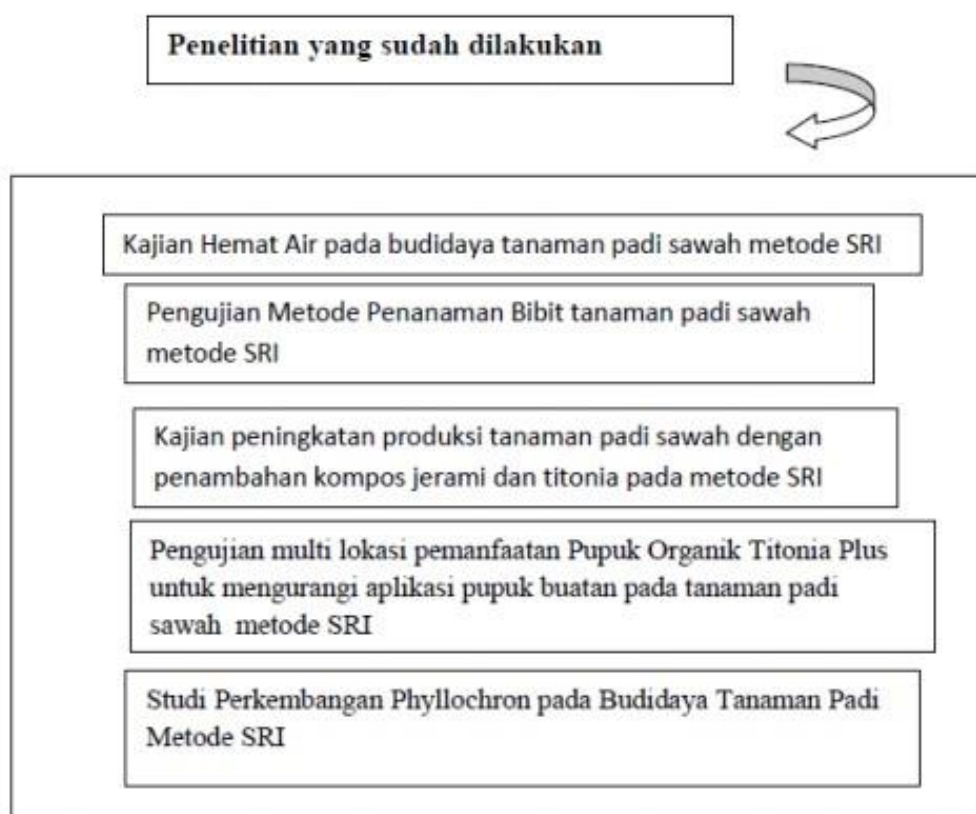 Penelitian yang sudah dilakukan
Kajian Hemat Air pada budidaya tanaman padi sawah metode SRI
Pengujian Metode Penanaman Bibit tanaman padi sawah
metode SRI
Kajian peningkatan produksi tanaman padi sawah dengan
penambahan kompos jerami dan titonia pada metode SRI
Pengujian multi lokasi pemanfaatan Pupuk Organik Titonia Plus
untuk mengurangi aplikasi pupuk buatan pada tanaman padi
sawah metode SRI
Studi Perkembangan Phyllochron pada Budidaya Tanaman Padi
Metode SRI